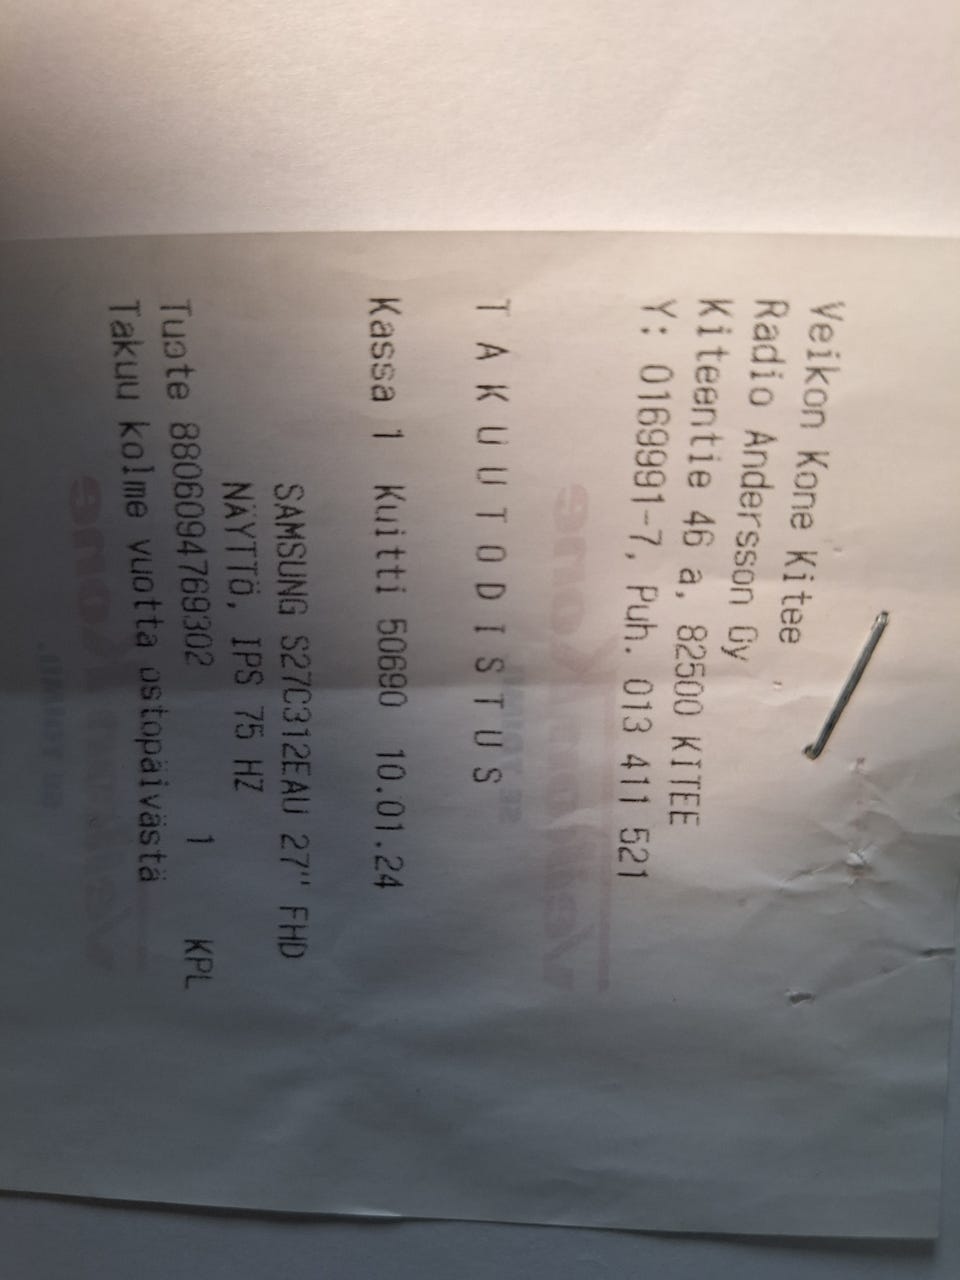 Veikon Kone Kitee
Radio Andersson Oy
Kiteentie 46 a, 82500 KITEE
Y: 0169991-7, Puh. 013 411 521
T A K U U T O D I S T U S
Kassa 1 Kuitti 50690 10.01.24
SAMSUNG S27C312EAU 27'' FHD
NÄYTTÖ, IPS 75 HZ
Tuote 8806094769302 1 KPL
Takuu kolme vuotta ostopäivästä